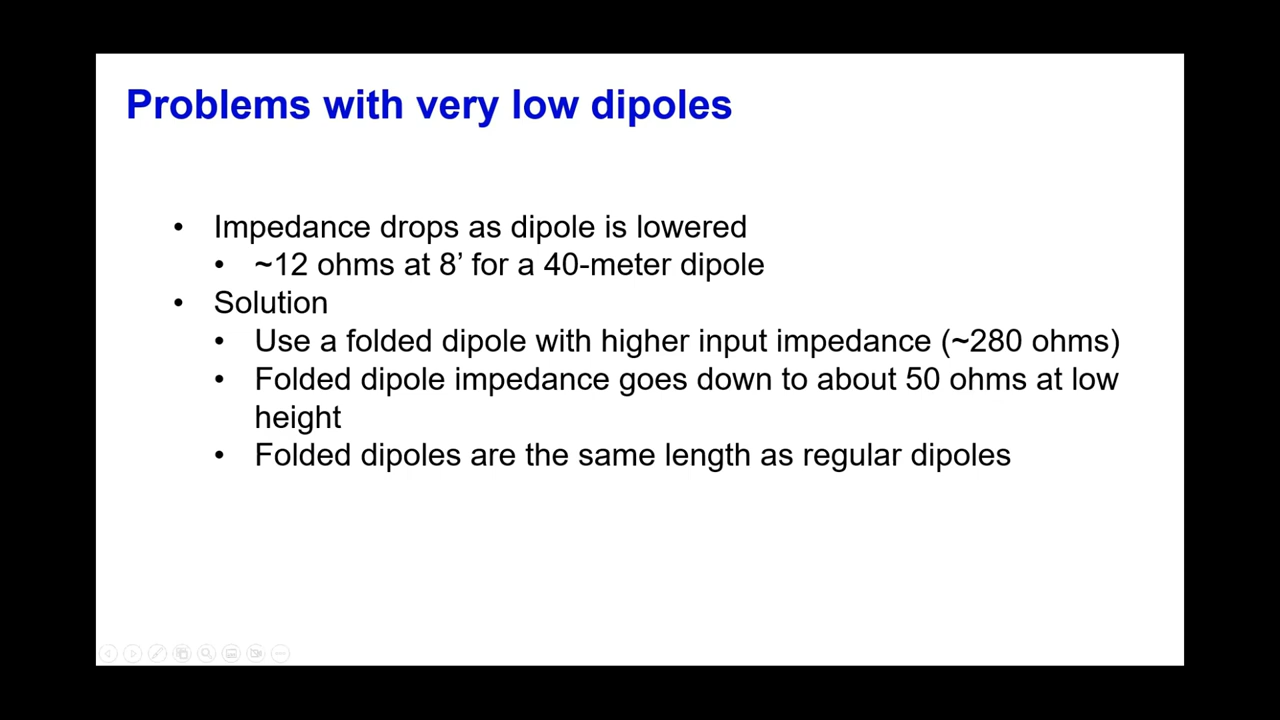 Problems with very low dipoles
• Impedance drops as dipole is lowered
• ~12 ohms at 8’ for a 40-meter dipole
• Solution
• Use a folded dipole with higher input impedance (~280 ohms)
• Folded dipole impedance goes down to about 50 ohms at low
height
• Folded dipoles are the same length as regular dipoles